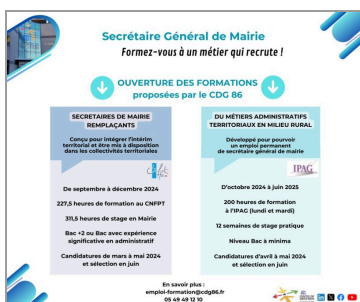 Secrétaire Général de Mairie
Formez-vous à un métier qui recrute !
OUVERTURE DES FORMATIONS
proposées par le CDG 86
SECRETAIRES DE MAIRIE
REMPLAÇANTS
Conçu pour intégrer l'intérim
territorial et être mis à disposition
dans les collectivités territoriales
De septembre à décembre 2024
227,5 heures de formation au CNFPT
311,5 heures de stage en Mairie
Bac +2 ou Bac avec expérience
significative en administratif
Candidatures de mars à mai 2024
et sélection en juin
DU MÉTIERS ADMINISTRATIFS
TERRITORIAUX EN MILIEU RURAL
Développé pour pourvoir
un emploi permanent
de secrétaire général de mairie
IPAG
D'octobre 2024 à juin 2025
200 heures de formation
à l'IPAG (lundi et mardi)
12 semaines de stage pratique
Niveau Bac à minima
Candidatures d'avril à mai 2024
et sélection en juin
En savoir plus :
emploi-formation@cdg86.fr
05 49 49 12 10